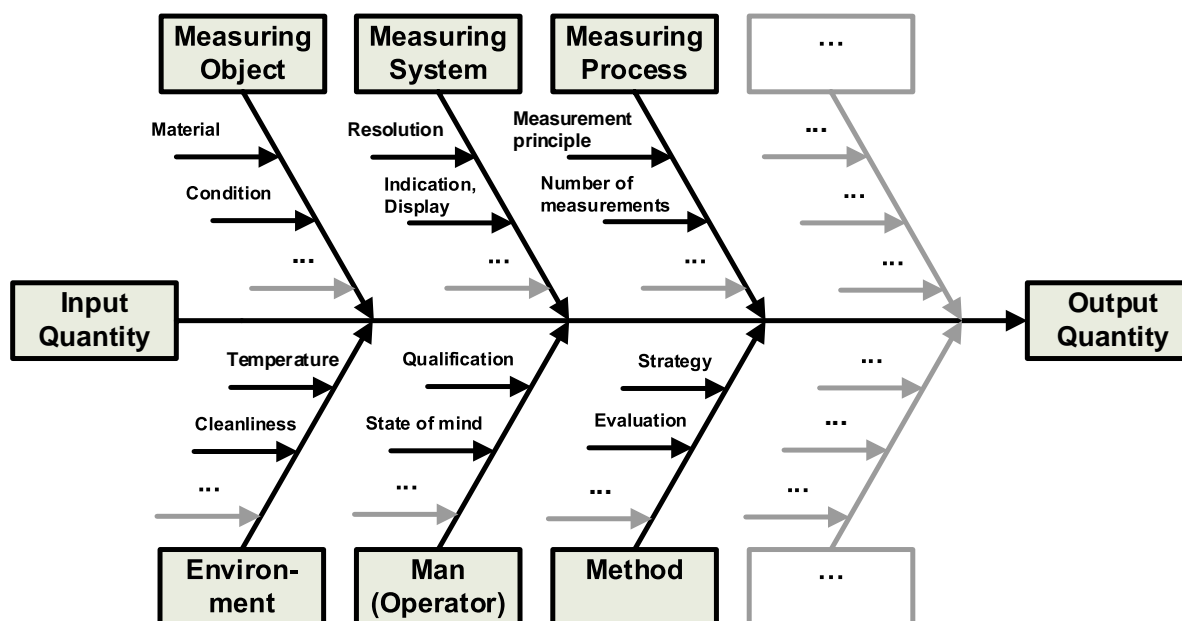 Measuring
Object
Measuring
System
Measuring
Process
...
Material
Condition
...
Resolution
Indication,
Display
...
Measurement
principle
Number of
measurements
...
...
...
...
Input
Quantity
Output
Quantity
Temperature
Cleanliness
...
Qualification
State of mind
...
Strategy
Evaluation
...
...
...
...
Environ-
ment
Man
(Operator)
Method
...